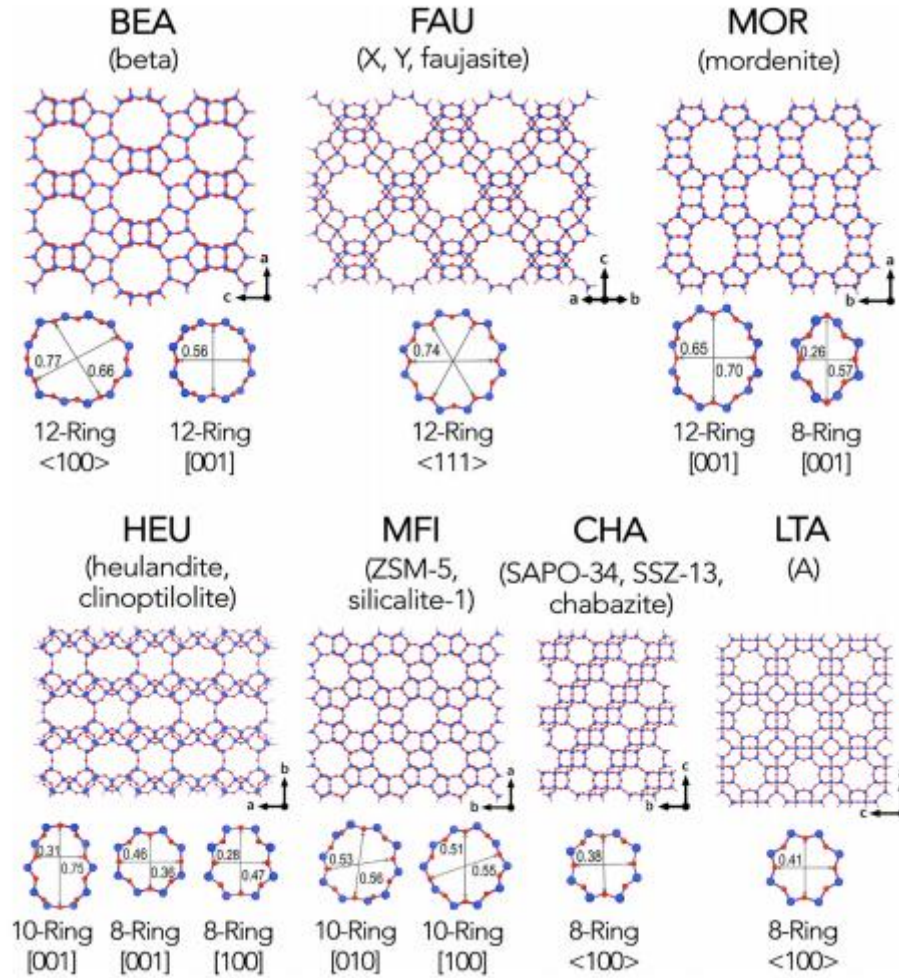 BEA
(beta)
FAU
(X, Y, faujasite)
MOR
(mordenite)
a
c
c
a
b
a
b
0.77
0.66
0.56
0.74
0.65
0.70
0.26
0.57
12-Ring
<100>
12-Ring
[001]
12-Ring
<111>
12-Ring
[001]
8-Ring
[001]
HEU
(heulandite,
clinoptilolite)
MFI
(ZSM-5,
silicalite-1)
CHA
(SAPO-34, SSZ-13,
chabazite)
LTA
(A)
b
a
a
b
c
b
c
0.31
0.75
0.46
0.36
0.28
0.47
0.53
0.56
0.51
0.55
0.38
0.41
10-Ring
[001]
8-Ring
[001]
8-Ring
[100]
10-Ring
[010]
10-Ring
[100]
8-Ring
<100>
8-Ring
<100>